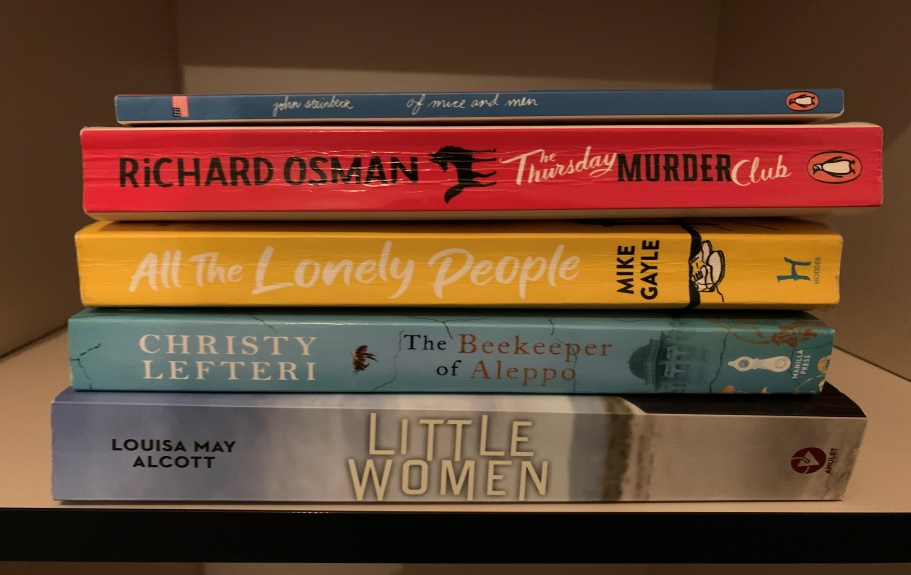 john steinbeck of mice and men
RiCHARD OSMAN The Thursday MURDER Club
All The Lonely People MIKE GAYLE H HODDER
CHRISTY LEFTERI The Beekeeper of Aleppo MANILLA PRESS
LOUISA MAY ALCOTT LITTLE WOMEN AMULET